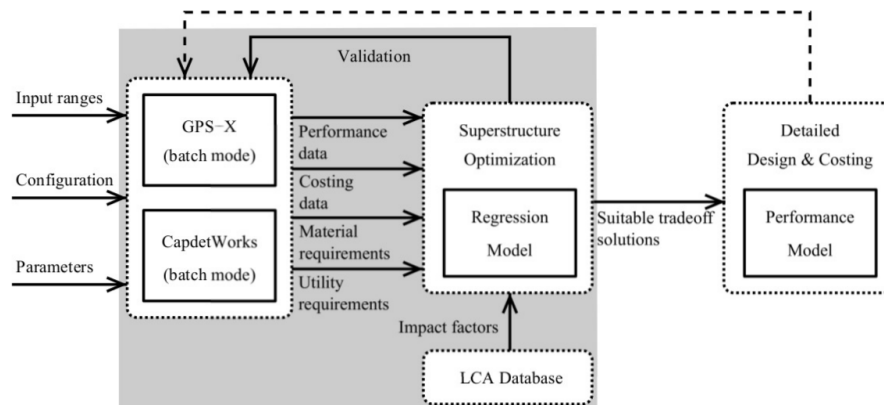 Validation
Input ranges
GPS−X
(batch mode)
Configuration
CapdetWorks
(batch mode)
Parameters
Performance
data
Costing
data
Material
requirements
Utility
requirements
Superstructure
Optimization
Regression
Model
Impact factors
LCA Database
Suitable tradeoff
solutions
Detailed
Design & Costing
Performance
Model